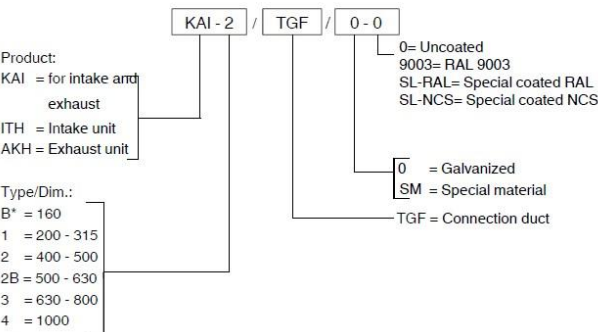 KAI - 2 / TGF / 0 - 0
0= Uncoated
9003= RAL 9003
SL-RAL= Special coated RAL
SL-NCS= Special coated NCS
Product:
KAI = for intake and
exhaust
ITH = Intake unit
AKH = Exhaust unit
0 = Galvanized
SM = Special material
TGF = Connection duct
Type/Dim.:
B* = 160
1 = 200 - 315
2 = 400 - 500
2B = 500 - 630
3 = 630 - 800
4 = 1000